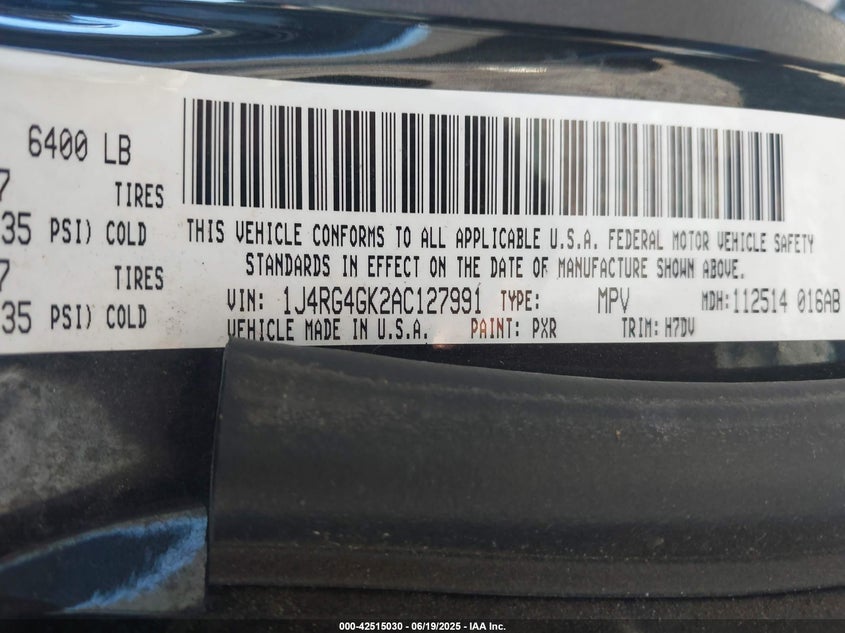 6400 LB
7 TIRES
35 PSI) COLD
7 TIRES
35 PSI) COLD
THIS VEHICLE CONFORMS TO ALL APPLICABLE U.S.A. FEDERAL MOTOR VEHICLE SAFETY
STANDARDS IN EFFECT ON THE DATE OF MANUFACTURE SHOWN ABOVE.
VIN: 1J4RG4GK2AC127991 TYPE: MPV MDH:112514 016AB
VEHICLE MADE IN U.S.A. PAINT: PXR TRIM: H7DV
000-42515030 - 06/19/2025 - IAA Inc.